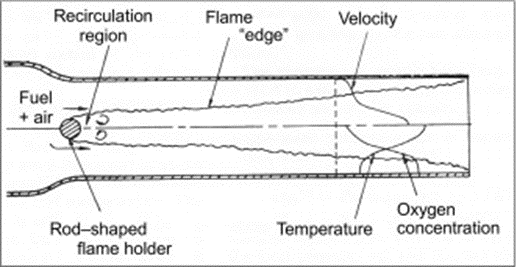 Recirculation
region
Flame
“edge”
Velocity
Fuel
+ air
Rod–shaped
flame holder
Temperature
Oxygen
concentration